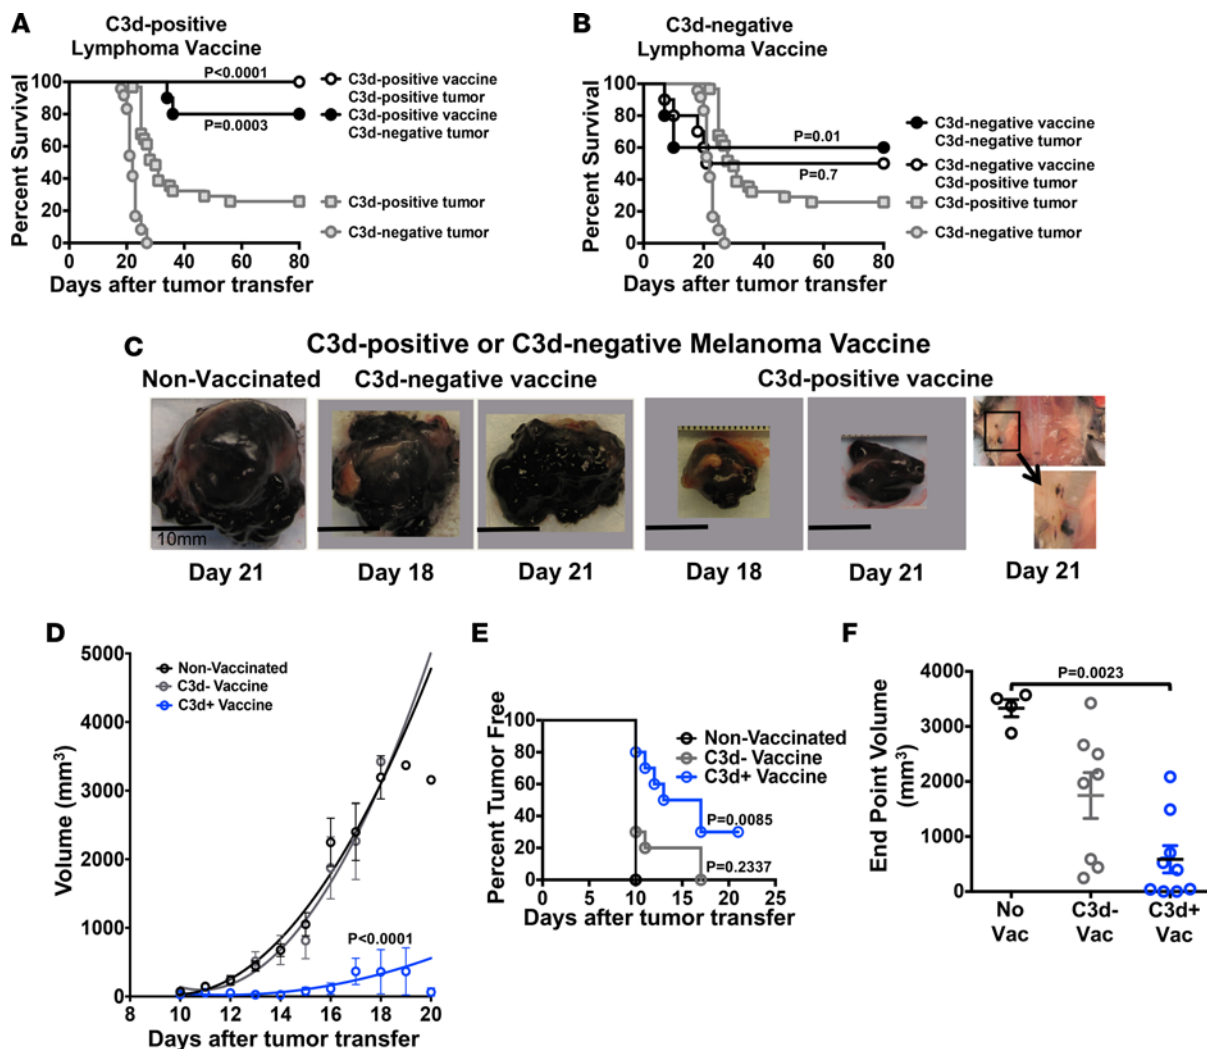 A
C3d-positive
Lymphoma Vaccine
Percent Survival
100
80
60
40
20
0
P<0.0001
P=0.0003
0 20 40 60 80
Days after tumor transfer
C3d-positive vaccine
C3d-positive tumor
C3d-positive vaccine
C3d-negative tumor
C3d-positive tumor
C3d-negative tumor
B
C3d-negative
Lymphoma Vaccine
Percent Survival
100
80
60
40
20
0
P=0.01
P=0.7
0 20 40 60 80
Days after tumor transfer
C3d-negative vaccine
C3d-negative tumor
C3d-negative vaccine
C3d-positive tumor
C3d-positive tumor
C3d-negative tumor
C
C3d-positive or C3d-negative Melanoma Vaccine
Non-Vaccinated C3d-negative vaccine C3d-positive vaccine
10mm
Day 21 Day 18 Day 21 Day 18 Day 21 Day 21
D
Volume (mm³)
5000
4000
3000
2000
1000
0
Non-Vaccinated
C3d- Vaccine
C3d+ Vaccine
P<0.0001
8 10 12 14 16 18 20
Days after tumor transfer
E
Percent Tumor Free
100
80
60
40
20
0
Non-Vaccinated
C3d- Vaccine
C3d+ Vaccine
P=0.0085
P=0.2337
0 5 10 15 20 25
Days after tumor transfer
F
End Point Volume
(mm³)
4000
3000
2000
1000
0
P=0.0023
No C3d- C3d+
Vac Vac Vac